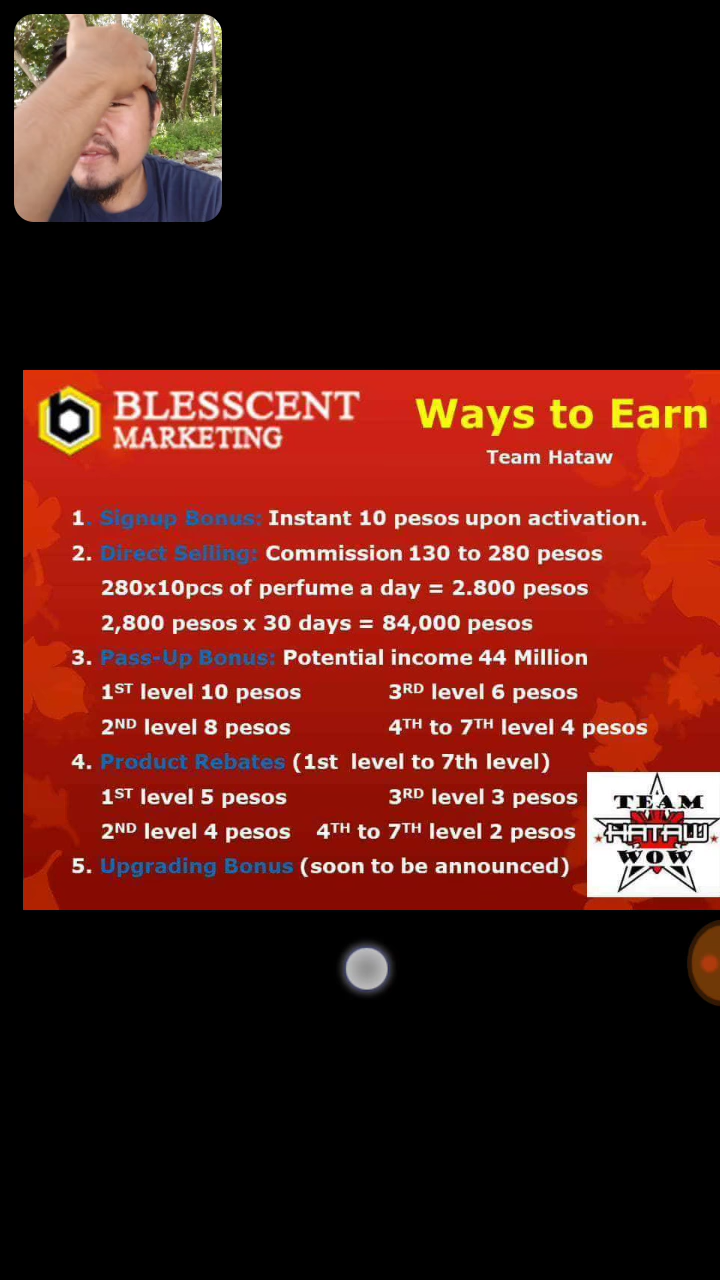 BLESSCENT
MARKETING
Ways to Earn
Team Hataw
1. Signup Bonus: Instant 10 pesos upon activation.
2. Direct Selling: Commission 130 to 280 pesos
280x10pcs of perfume a day = 2.800 pesos
2,800 pesos x 30 days = 84,000 pesos
3. Pass-Up Bonus: Potential income 44 Million
1ST level 10 pesos 3RD level 6 pesos
2ND level 8 pesos 4TH to 7TH level 4 pesos
4. Product Rebates (1st level to 7th level)
1ST level 5 pesos 3RD level 3 pesos
2ND level 4 pesos 4TH to 7TH level 2 pesos
5. Upgrading Bonus (soon to be announced)
TEAM
HATAW
WOW